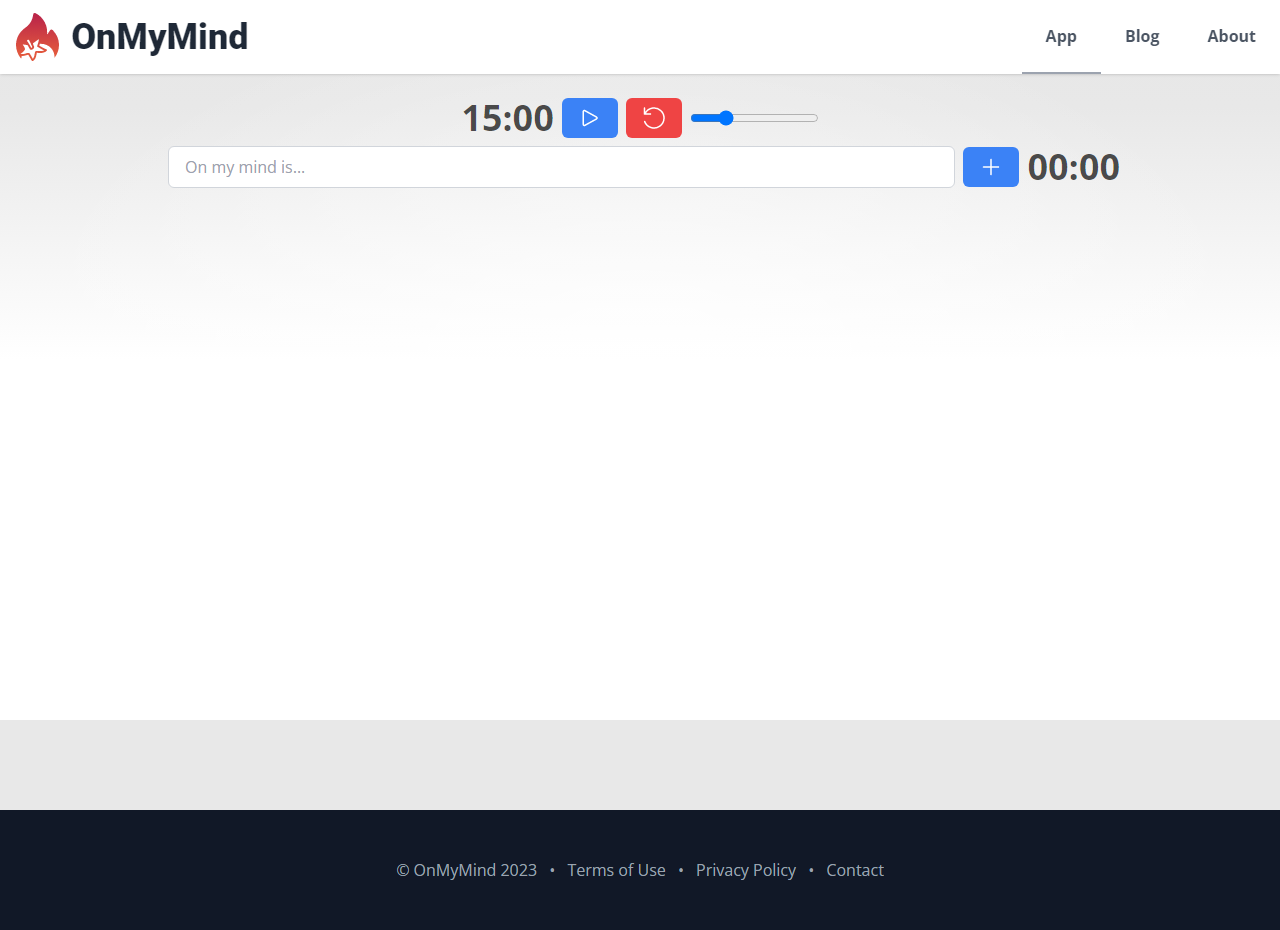 OnMyMind
App Blog About
15:00
On my mind is... 00:00
© OnMyMind 2023 • Terms of Use • Privacy Policy • Contact